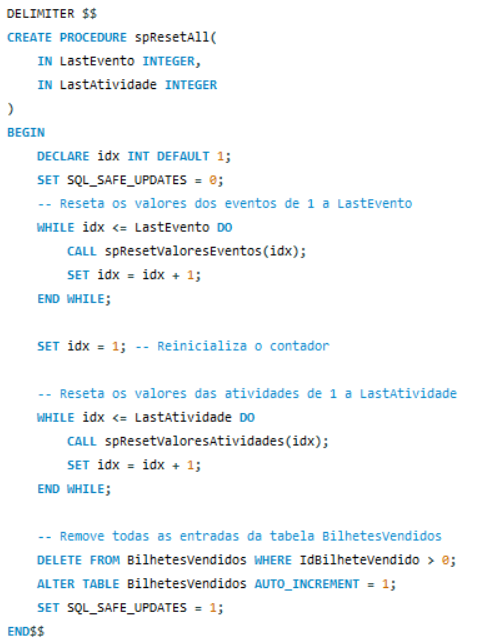 DELIMITER $$
CREATE PROCEDURE spResetAll(
    IN LastEvento INTEGER,
    IN LastAtividade INTEGER
)
BEGIN
    DECLARE idx INT DEFAULT 1;
    SET SQL_SAFE_UPDATES = 0;
    -- Reseta os valores dos eventos de 1 a LastEvento
    WHILE idx <= LastEvento DO
        CALL spResetValoresEventos(idx);
        SET idx = idx + 1;
    END WHILE;

    SET idx = 1; -- Reinicializa o contador

    -- Reseta os valores das atividades de 1 a LastAtividade
    WHILE idx <= LastAtividade DO
        CALL spResetValoresAtividades(idx);
        SET idx = idx + 1;
    END WHILE;

    -- Remove todas as entradas da tabela BilhetesVendidos
    DELETE FROM BilhetesVendidos WHERE IdBilheteVendido > 0;
    ALTER TABLE BilhetesVendidos AUTO_INCREMENT = 1;
    SET SQL_SAFE_UPDATES = 1;
END$$